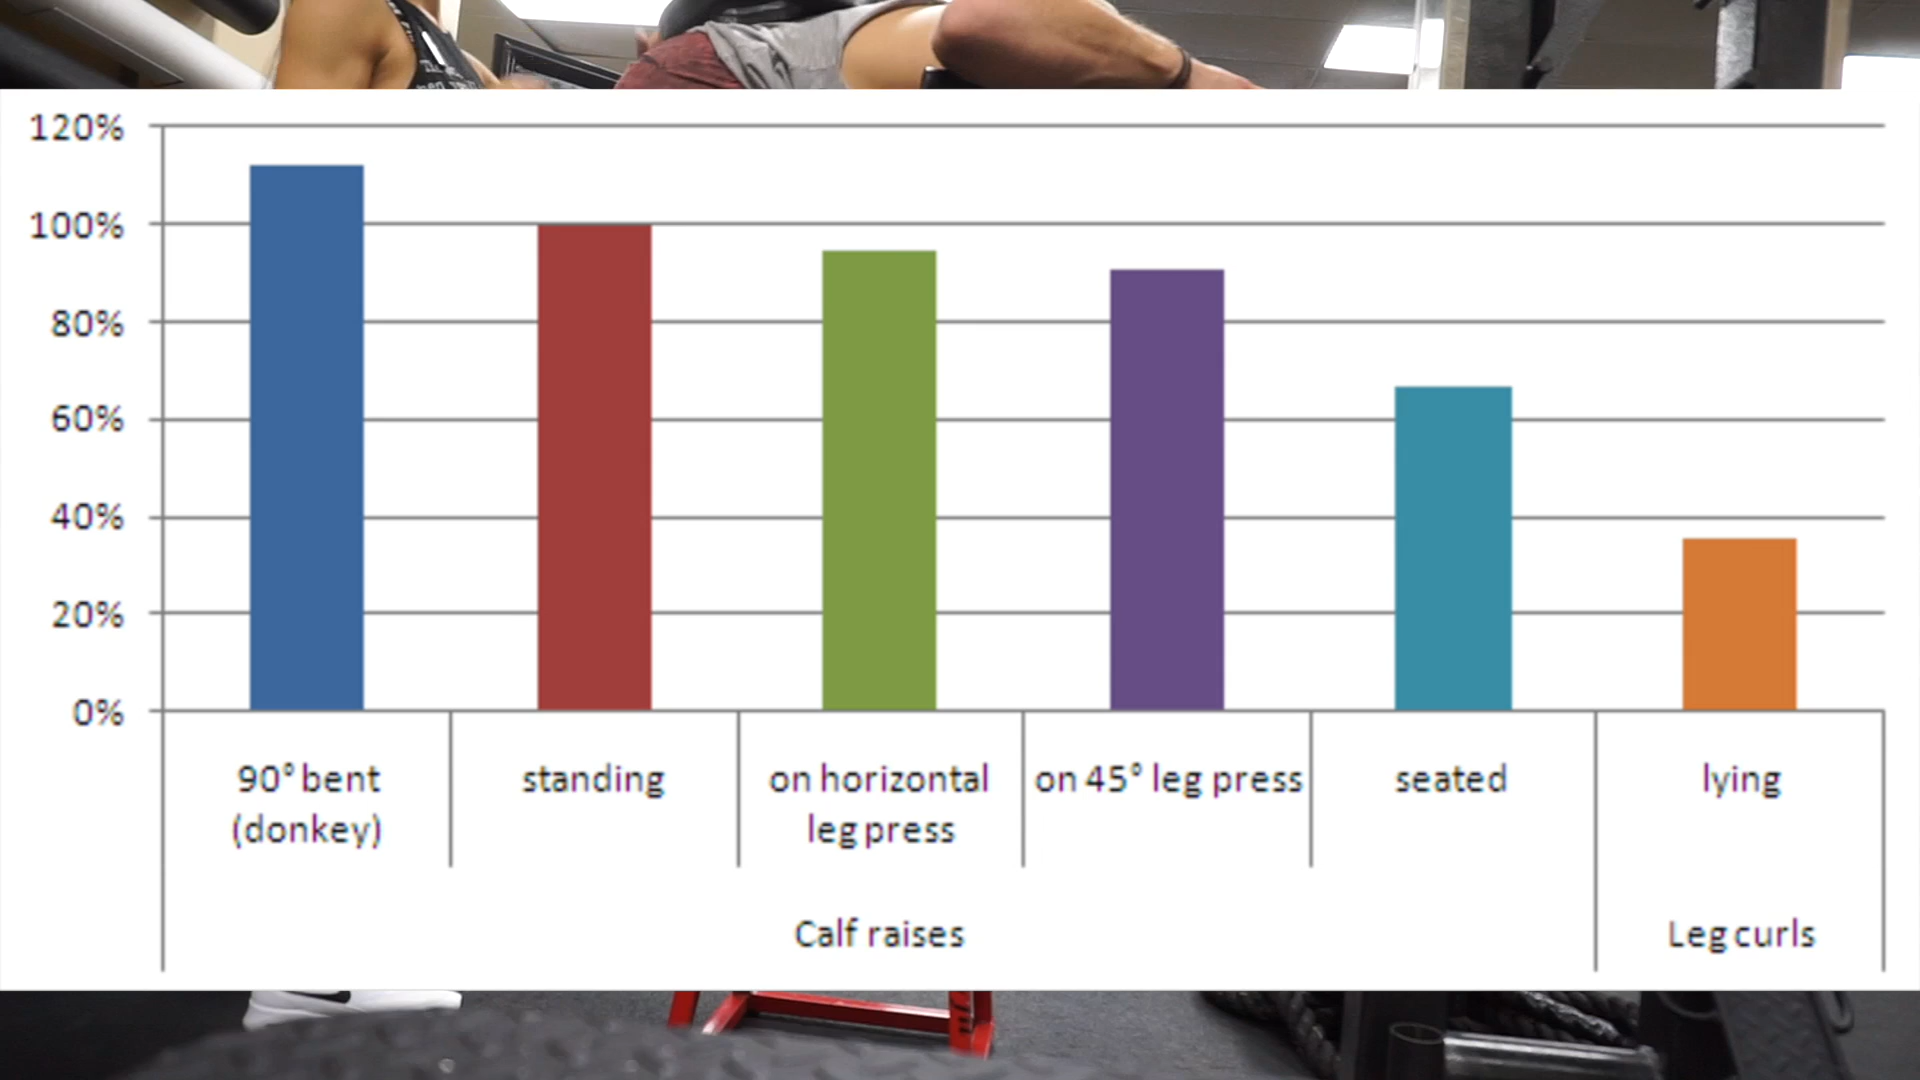 120%
100%
80%
60%
40%
20%
0%
90° bent
(donkey)
standing
on horizontal
leg press
on 45° leg press
seated
lying
Calf raises
Leg curls